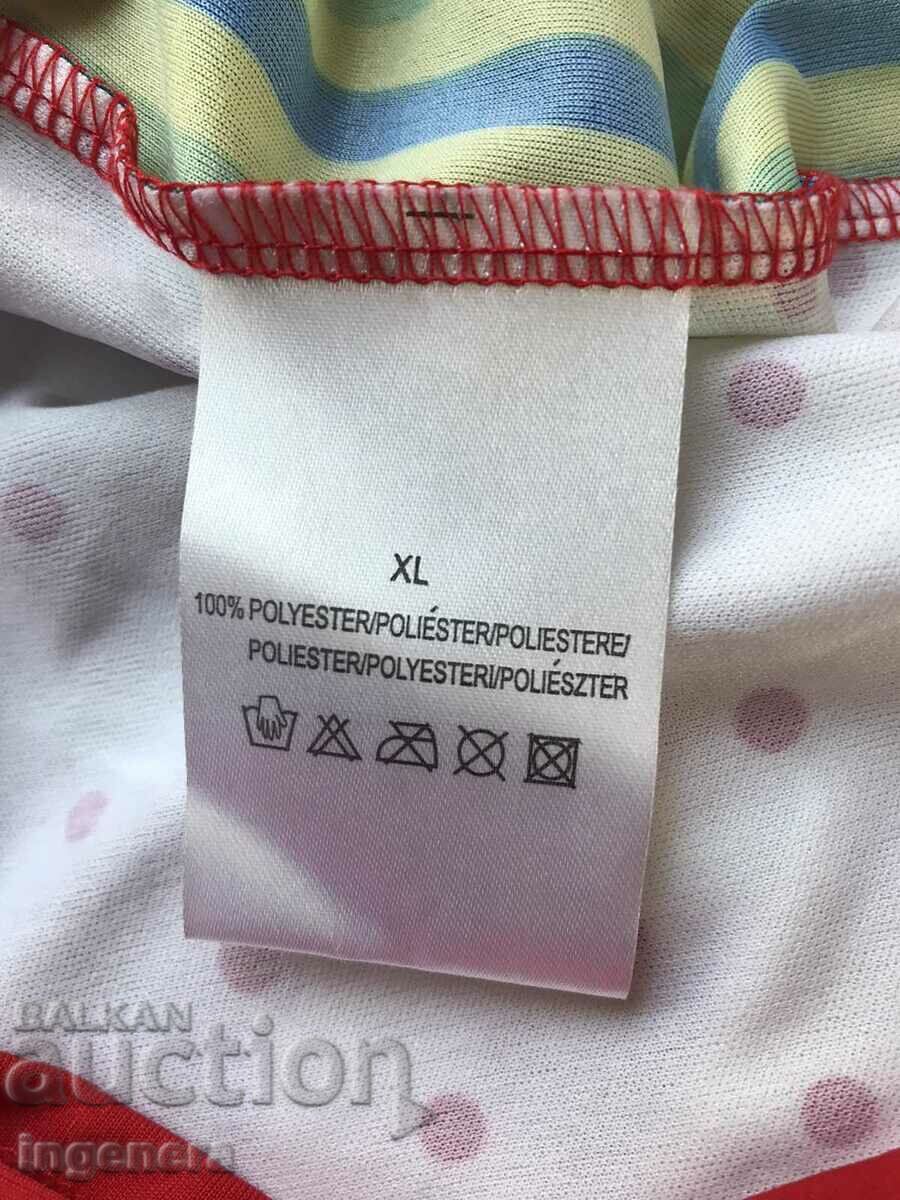 XL
100% POLYESTER/POLIÉSTER/POLIESTERE/
POLIESTER/POLYESTERI/POLIÉSZTER
BALKAN
auction
ingenera